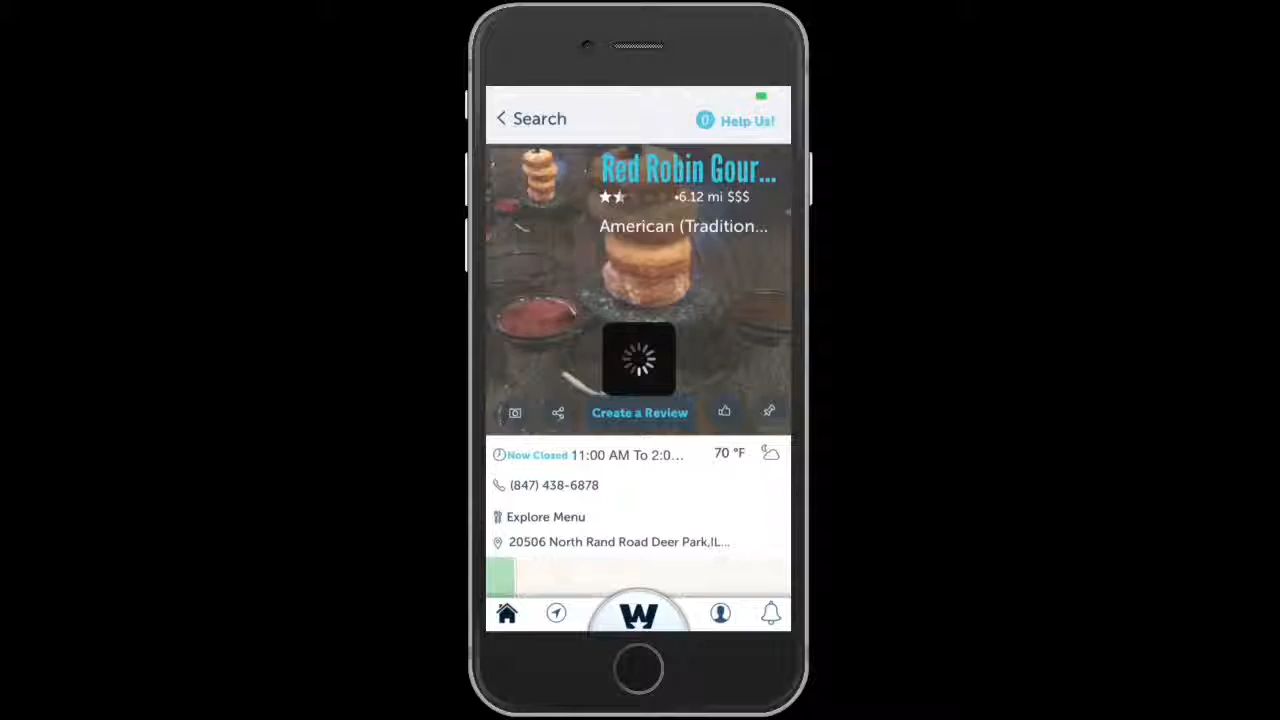 Search
0 Help Us!
Red Robin Gour...
•6.12 mi $$$
American (Tradition...
Create a Review
Now Closed 11:00 AM To 2:0... 70 °F
(847) 438-6878
Explore Menu
20506 North Rand Road Deer Park,IL...
W